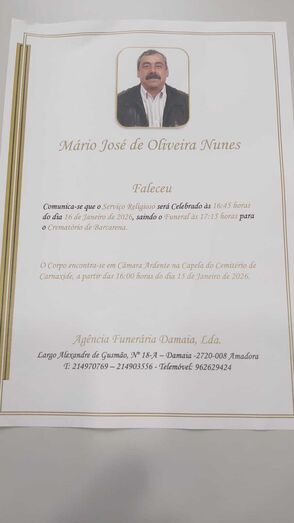 Mário José de Oliveira Nunes
Faleceu
Comunica-se que o Serviço Religioso será Celebrado às 16:45 horas
do dia 16 de Janeiro de 2026, saindo o Funeral às 17:15 horas para
o Crematório de Barcarena.
O Corpo encontra-se em Câmara Ardente na Capela do Cemitério de
Carnaxide, a partir das 16:00 horas do dia 15 de Janeiro de 2026.
Agência Funerária Damaia, Lda.
Largo Alexandre de Gusmão, Nº 18-A – Damaia -2720-008 Amadora
T: 214970769 – 214903556 - Telemóvel: 962629424